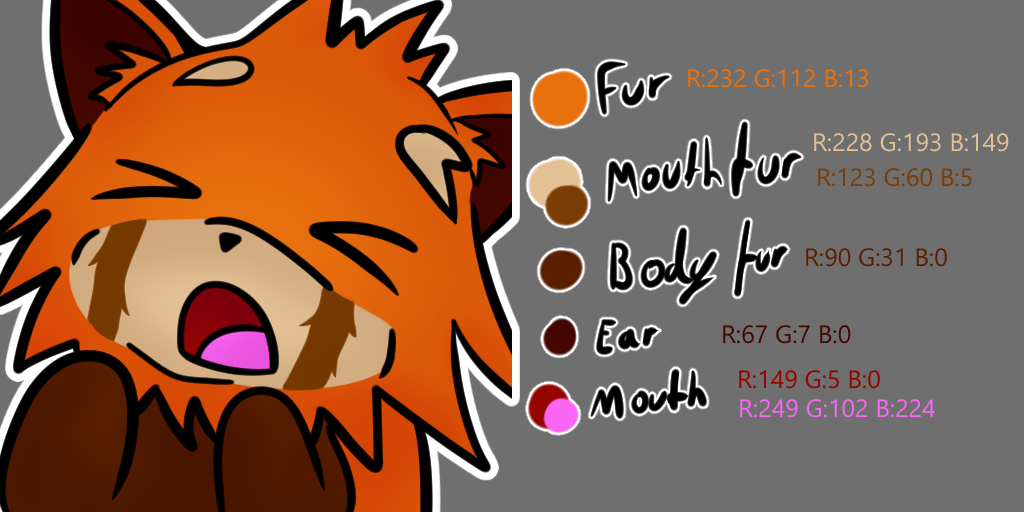 Fur R:232 G:112 B:13
R:228 G:193 B:149
Mouth fur R:123 G:60 B:5
Body fur R:90 G:31 B:0
Ear R:67 G:7 B:0
R:149 G:5 B:0
Mouth R:249 G:102 B:224